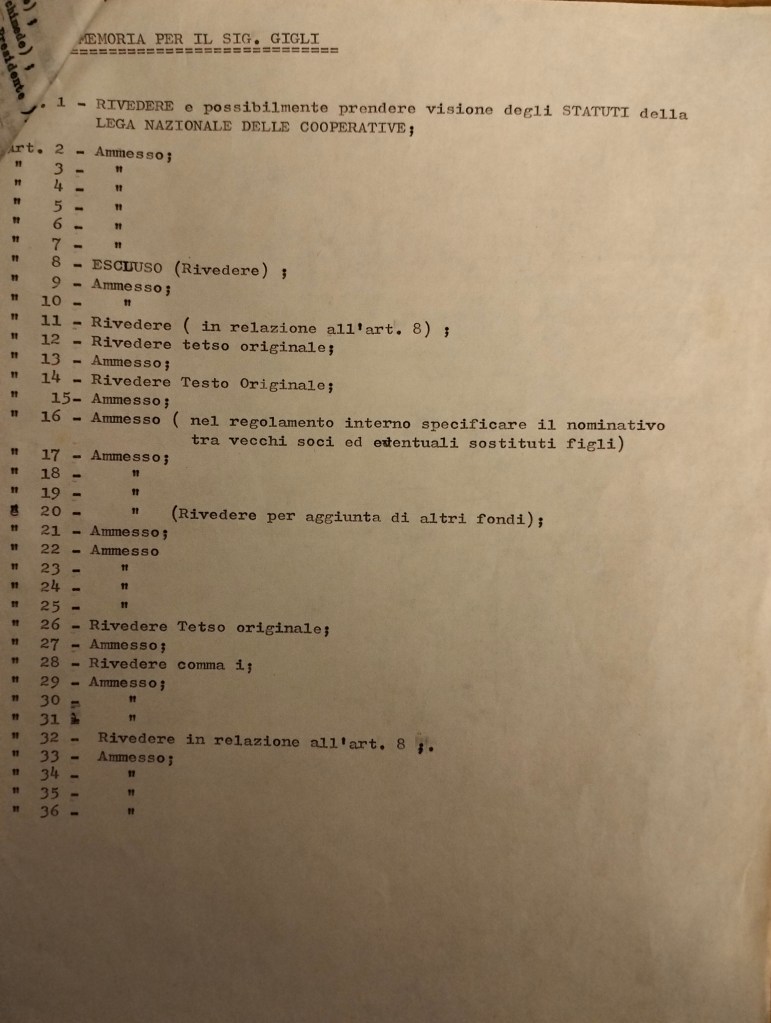 MEMORIA PER IL SIG. GIGLI
===========================
. 1 - RIVEDERE e possibilmente prendere visione degli STATUTI della
LEGA NAZIONALE DELLE COOPERATIVE;
art. 2 - Ammesso;
" 3 - "
" 4 - "
" 5 - "
" 6 - "
" 7 - "
" 8 - ESCLUSO (Rivedere) ;
" 9 - Ammesso;
" 10 - "
" 11 - Rivedere ( in relazione all'art. 8) ;
" 12 - Rivedere tetso originale;
" 13 - Ammesso;
" 14 - Rivedere Testo Originale;
" 15- Ammesso;
" 16 - Ammesso ( nel regolamento interno specificare il nominativo
tra vecchi soci ed eventuali sostituti figli)
" 17 - Ammesso;
" 18 - "
" 19 - "
" 20 - " (Rivedere per aggiunta di altri fondi);
" 21 - Ammesso;
" 22 - Ammesso
" 23 - "
" 24 - "
" 25 - "
" 26 - Rivedere Tetso originale;
" 27 - Ammesso;
" 28 - Rivedere comma i;
" 29 - Ammesso;
" 30 - "
" 31 - "
" 32 - Rivedere in relazione all'art. 8 ;.
" 33 - Ammesso;
" 34 - "
" 35 - "
" 36 - "